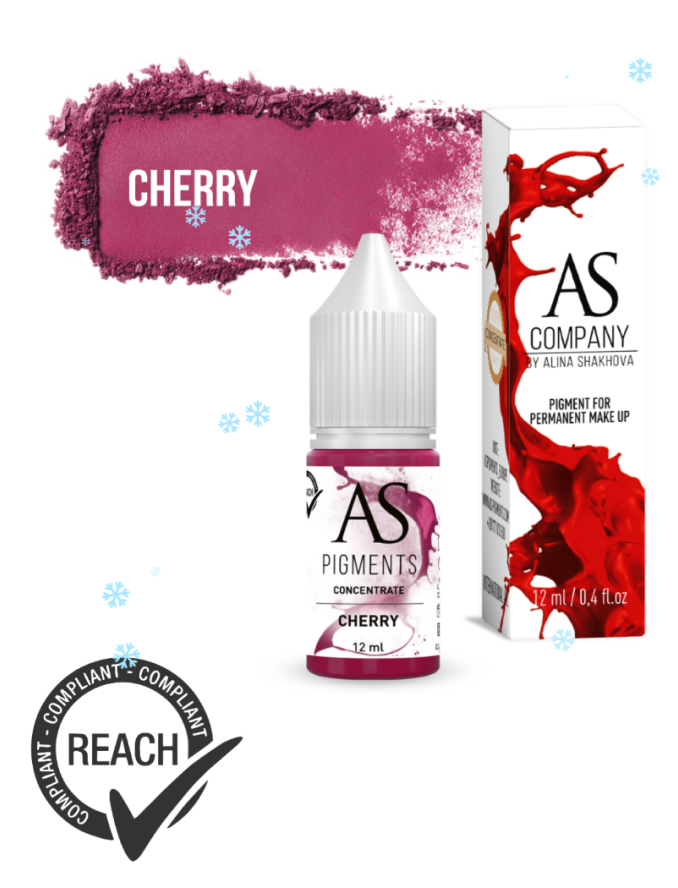 CHERRY
AS
COMPANY
BY ALINA SHAKHOVA
PIGMENT FOR
PERMANENT MAKE UP
12 ml / 0,4 fl.oz
REACH
AS
PIGMENTS
CONCENTRATE
CHERRY
12 ml
COMPLIANT - COMPLIANT - COMPLIANT
REACH